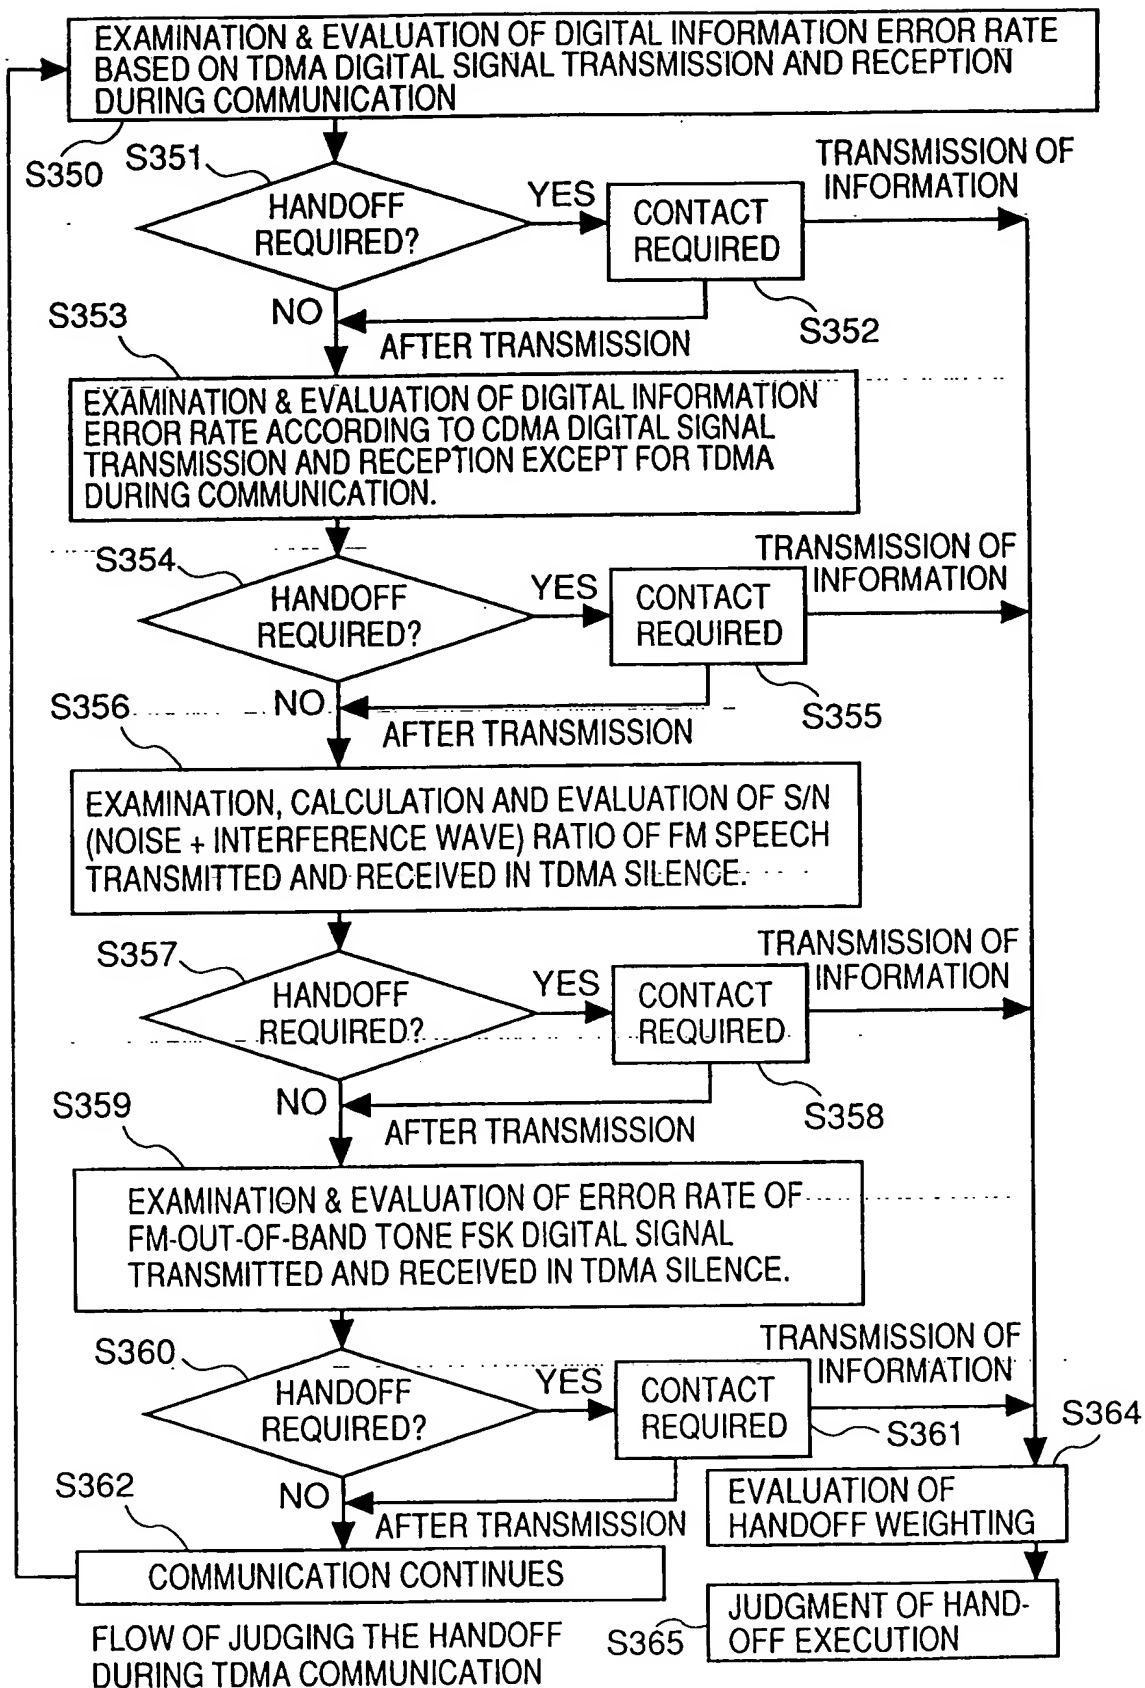 EXAMINATION & EVALUATION OF DIGITAL INFORMATION ERROR RATE
BASED ON TDMA DIGITAL SIGNAL TRANSMISSION AND RECEPTION
DURING COMMUNICATION
S350
S351
HANDOFF
REQUIRED?
YES
CONTACT
REQUIRED
TRANSMISSION OF
INFORMATION
S352
NO
AFTER TRANSMISSION
S353
EXAMINATION & EVALUATION OF DIGITAL INFORMATION
ERROR RATE ACCORDING TO CDMA DIGITAL SIGNAL
TRANSMISSION AND RECEPTION EXCEPT FOR TDMA
DURING COMMUNICATION.
S354
HANDOFF
REQUIRED?
YES
CONTACT
REQUIRED
TRANSMISSION OF
INFORMATION
S355
NO
AFTER TRANSMISSION
S356
EXAMINATION, CALCULATION AND EVALUATION OF S/N
(NOISE + INTERFERENCE WAVE) RATIO OF FM SPEECH
TRANSMITTED AND RECEIVED IN TDMA SILENCE.
S357
HANDOFF
REQUIRED?
YES
CONTACT
REQUIRED
TRANSMISSION OF
INFORMATION
S358
NO
AFTER TRANSMISSION
S359
EXAMINATION & EVALUATION OF ERROR RATE OF
FM-OUT-OF-BAND TONE FSK DIGITAL SIGNAL
TRANSMITTED AND RECEIVED IN TDMA SILENCE.
S360
HANDOFF
REQUIRED?
YES
CONTACT
REQUIRED
TRANSMISSION OF
INFORMATION
S361
NO
AFTER TRANSMISSION
S362
COMMUNICATION CONTINUES
S364
EVALUATION OF
HANDOFF WEIGHTING
S365
JUDGMENT OF HAND-
OFF EXECUTION
FLOW OF JUDGING THE HANDOFF
DURING TDMA COMMUNICATION